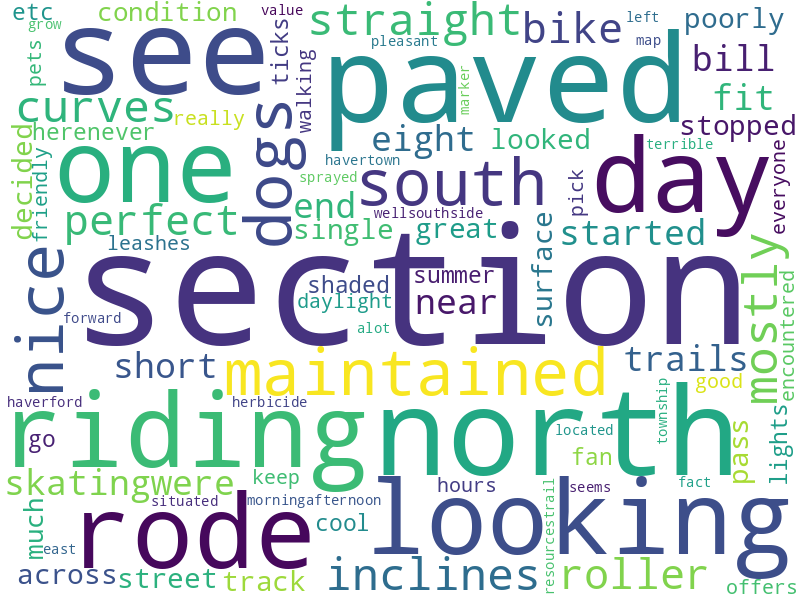 etc
condition
value
grow
see
pets
ticks
straight
pleasant
bike
left
map
poorly
paved
bill
fit
marker
curves
really
herenever
dogs
walking
eight
looked
stopped
terrible
havertown
sprayed
decided
friendly
one
perfect
leashes
south
end
single
wellsouthside
great
pick
day
everyone
started
surface
section
nice
shaded
summer
daylight
near
alot
forward
short
maintained
trails
good
mostly
encountered
haverford
herbicide
riding
north
township
located
go
fan
pass
lights
skatingwere
keep
situated
morningafternoon
hours
seems
fact
much
east
rode
cool
looking
resourcestrail
across
street
track
inclines
roller
offers